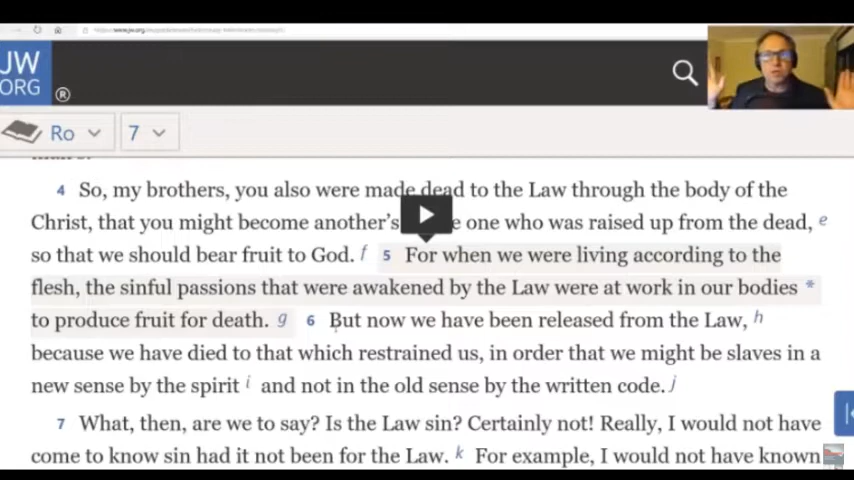 JW
ORG
®
Ro
7
4 So, my brothers, you also were made dead to the Law through the body of the
Christ, that you might become another’s, e one who was raised up from the dead, e
so that we should bear fruit to God. f 5 For when we were living according to the
flesh, the sinful passions that were awakened by the Law were at work in our bodies *
to produce fruit for death. g 6 But now we have been released from the Law, h
because we have died to that which restrained us, in order that we might be slaves in a
new sense by the spirit i and not in the old sense by the written code. j
7 What, then, are we to say? Is the Law sin? Certainly not! Really, I would not have
come to know sin had it not been for the Law. k For example, I would not have known